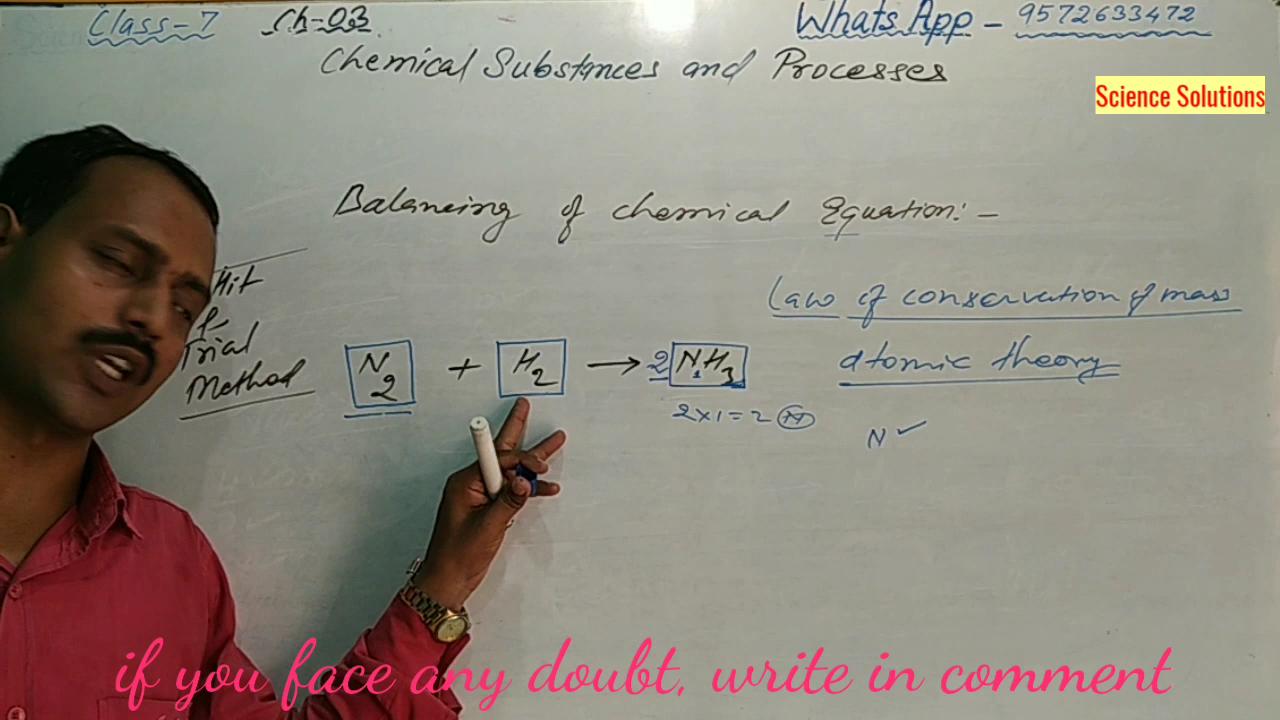 Class-7 Ch-03 WhatsApp - 9572633472
Chemical Substances and Processes
Science Solutions
Balancing of chemical Equation:-
Hit
&
Trial
Method
Law of conservation of mass
atomic theory
N2 + H2 → 2NH3
2×1=2 N
N ✓
if you face any doubt, write in comment